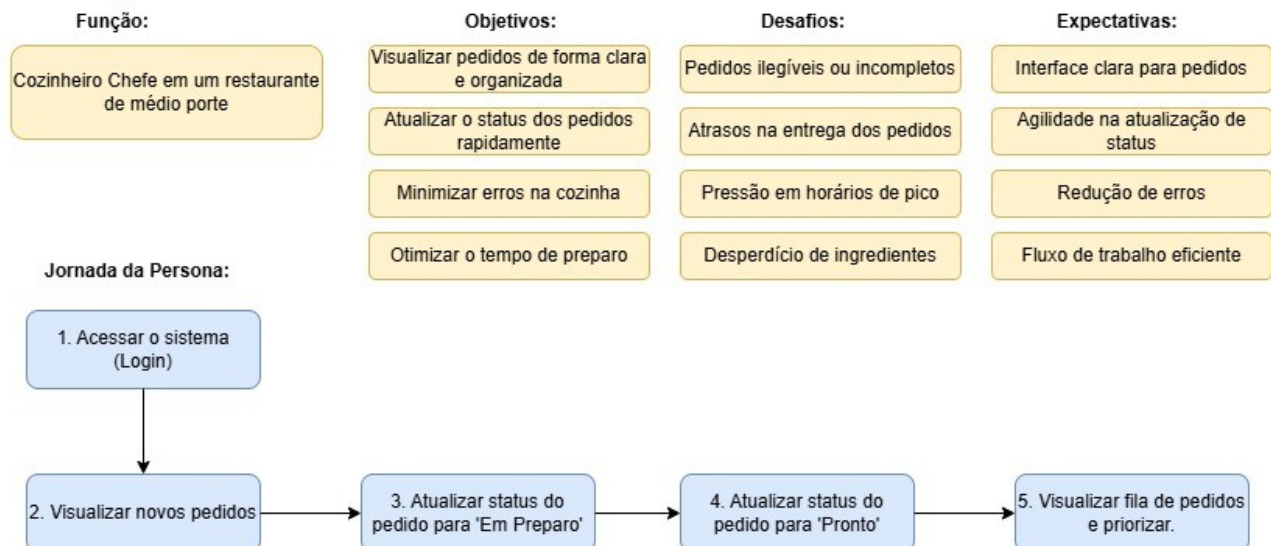 Função:
Objetivos:
Desafios:
Expectativas:
Cozinheiro Chefe em um restaurante
de médio porte
Visualizar pedidos de forma clara
e organizada
Pedidos ilegíveis ou incompletos
Interface clara para pedidos
Atualizar o status dos pedidos
rapidamente
Atrasos na entrega dos pedidos
Agilidade na atualização de
status
Minimizar erros na cozinha
Pressão em horários de pico
Redução de erros
Otimizar o tempo de preparo
Desperdício de ingredientes
Fluxo de trabalho eficiente
Jornada da Persona:
1. Acessar o sistema
(Login)
2. Visualizar novos pedidos
3. Atualizar status do
pedido para 'Em Preparo'
4. Atualizar status do
pedido para 'Pronto'
5. Visualizar fila de pedidos
e priorizar.